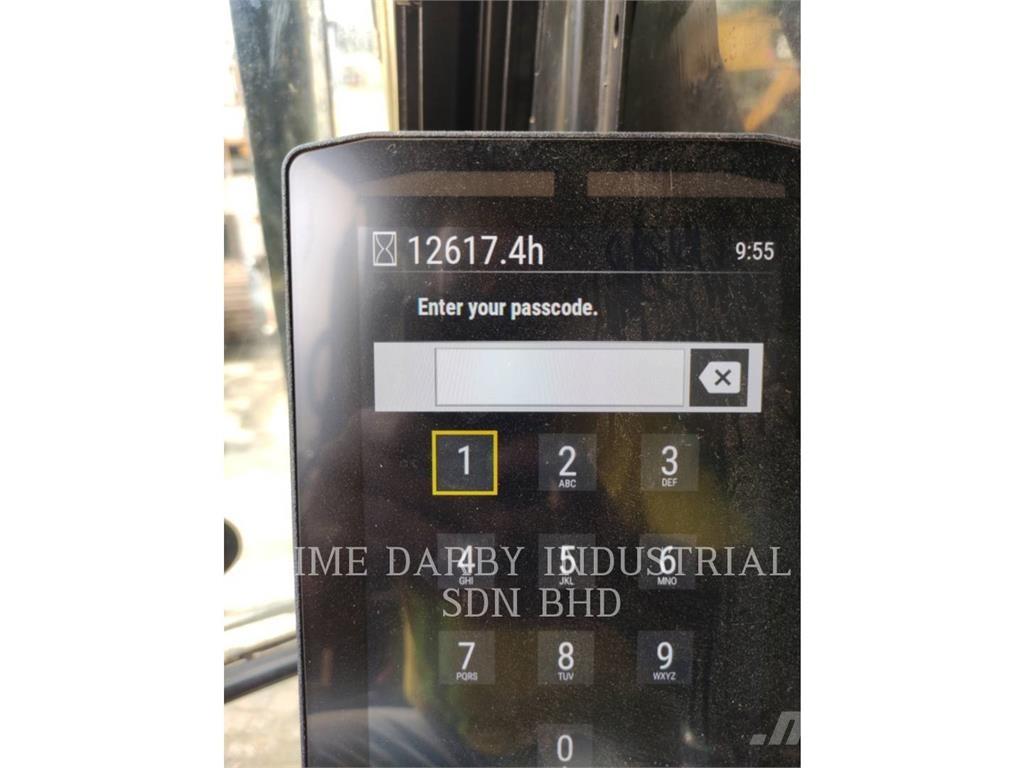 12617.4h 9:55
Enter your passcode.
1 2 3
ABC DEF
4 5 6
GHI JKL MNO
IME DARBY INDUSTRIAL
SDN BHD
7 8 9
PQRS TUV WXYZ
0